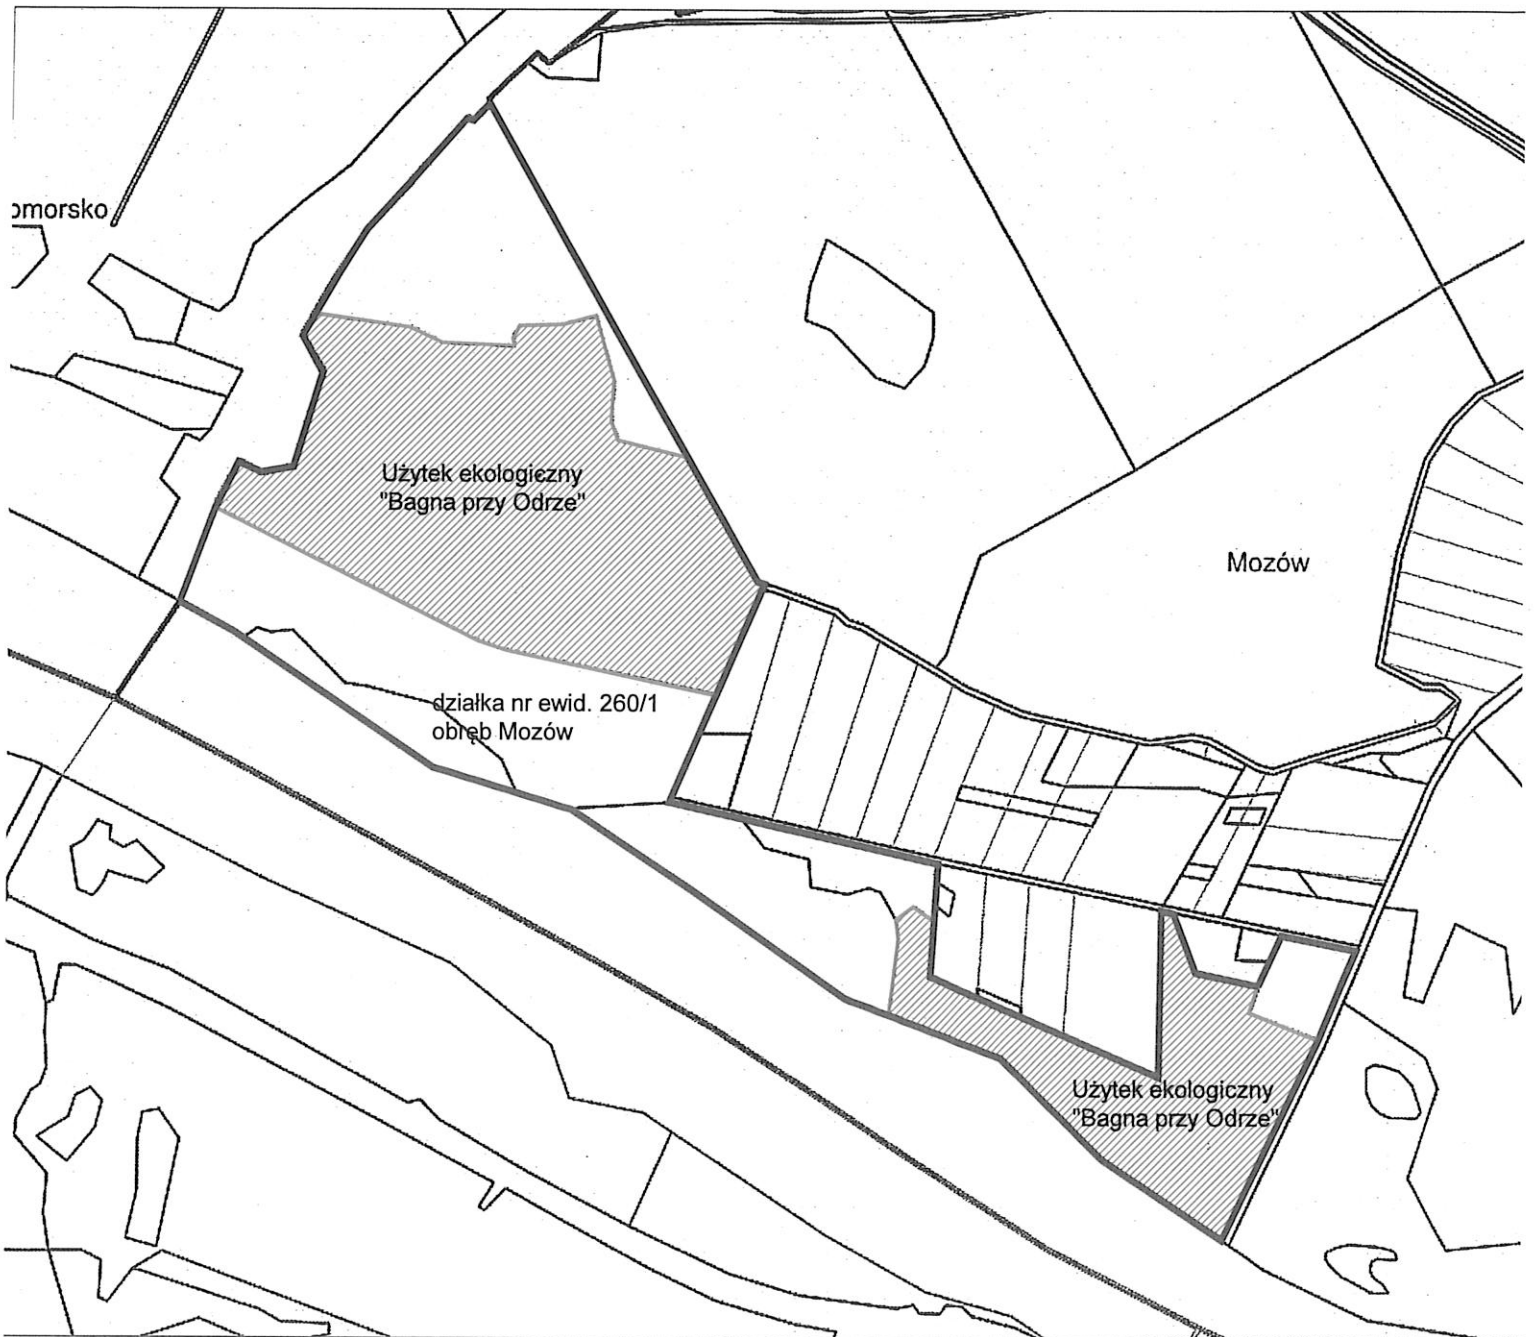 omorsko
Użytek ekologiczny
"Bagna przy Odrze"
Mozów
działka nr ewid. 260/1
obręb Mozów
Użytek ekologiczny
"Bagna przy Odrze"